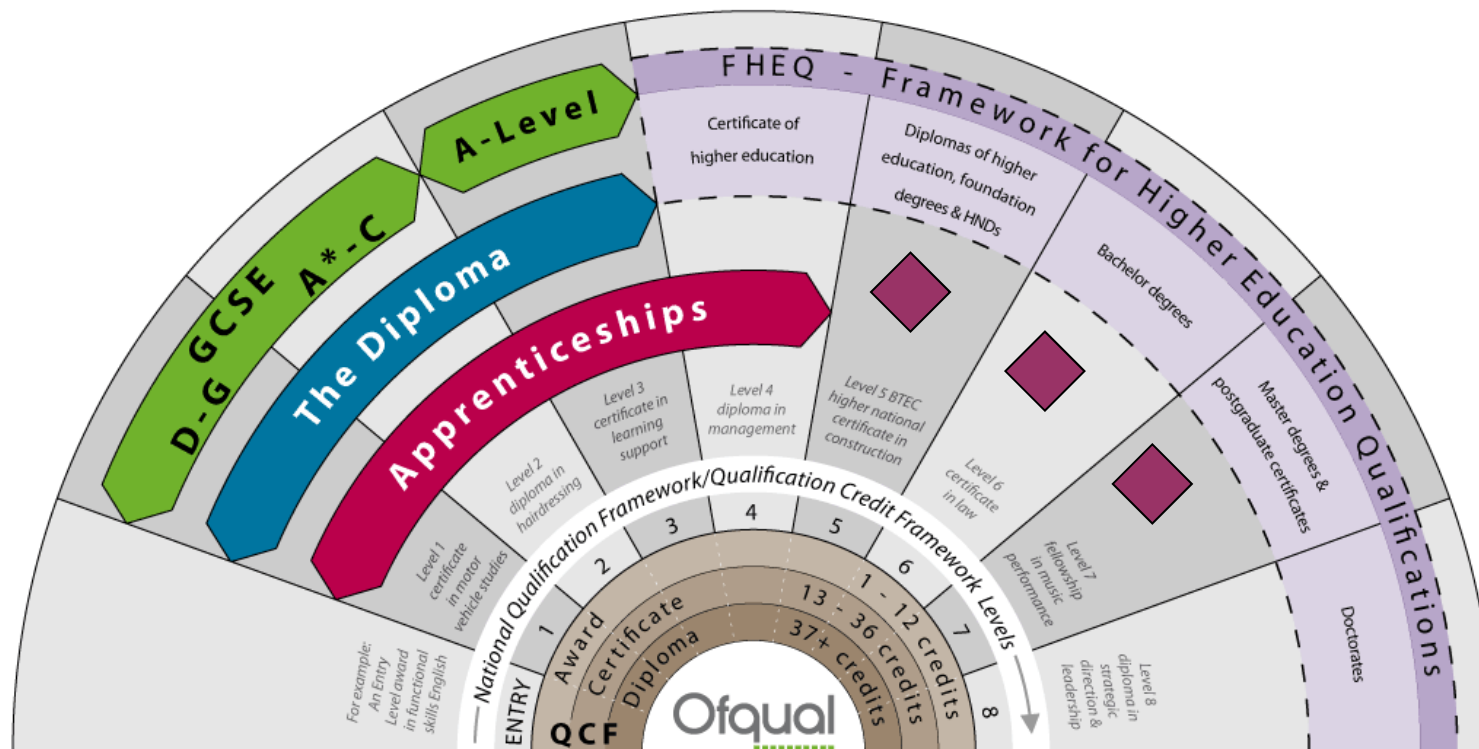 FHEQ - Framework for Higher Education Qualifications
A-Level
GCSE
D-G A*-C
The Diploma
Apprenticeships
Certificate of
higher education
Diplomas of higher
education, foundation
degrees & HNDs
Bachelor degrees
Master degrees &
postgraduate certificates
Doctorates
For example:
An Entry
Level award
in functional
skills English
Level 1
certificate
in motor
vehicle studies
Level 2
diploma in
hairdressing
Level 3
certificate in
learning
support
Level 4
diploma in
management
Level 5 BTEC
higher national
certificate in
construction
Level 6
certificate
in law
Level 7
fellowship
in music
performance
Level 8
diploma in
strategic
direction &
leadership
National Qualification Framework/Qualification Credit Framework Levels
ENTRY
1
2
3
4
5
6
7
8
Award
1 - 12 credits
Certificate
13 - 36 credits
Diploma
37+ credits
QCF
Ofqual